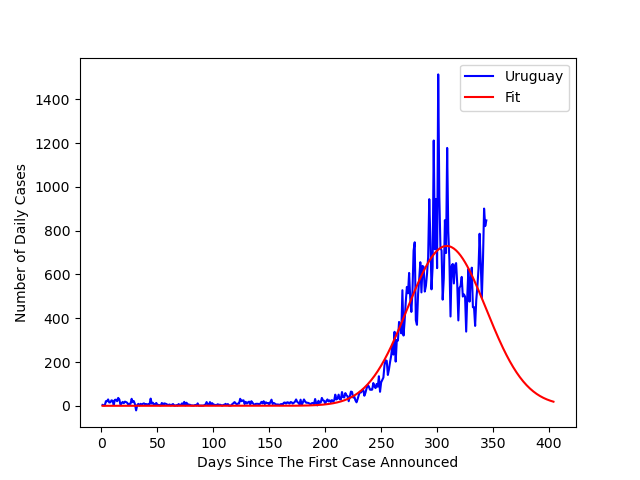 Uruguay
Fit
1400
1200
1000
800
600
400
200
0
Number of Daily Cases
0 50 100 150 200 250 300 350 400
Days Since The First Case Announced